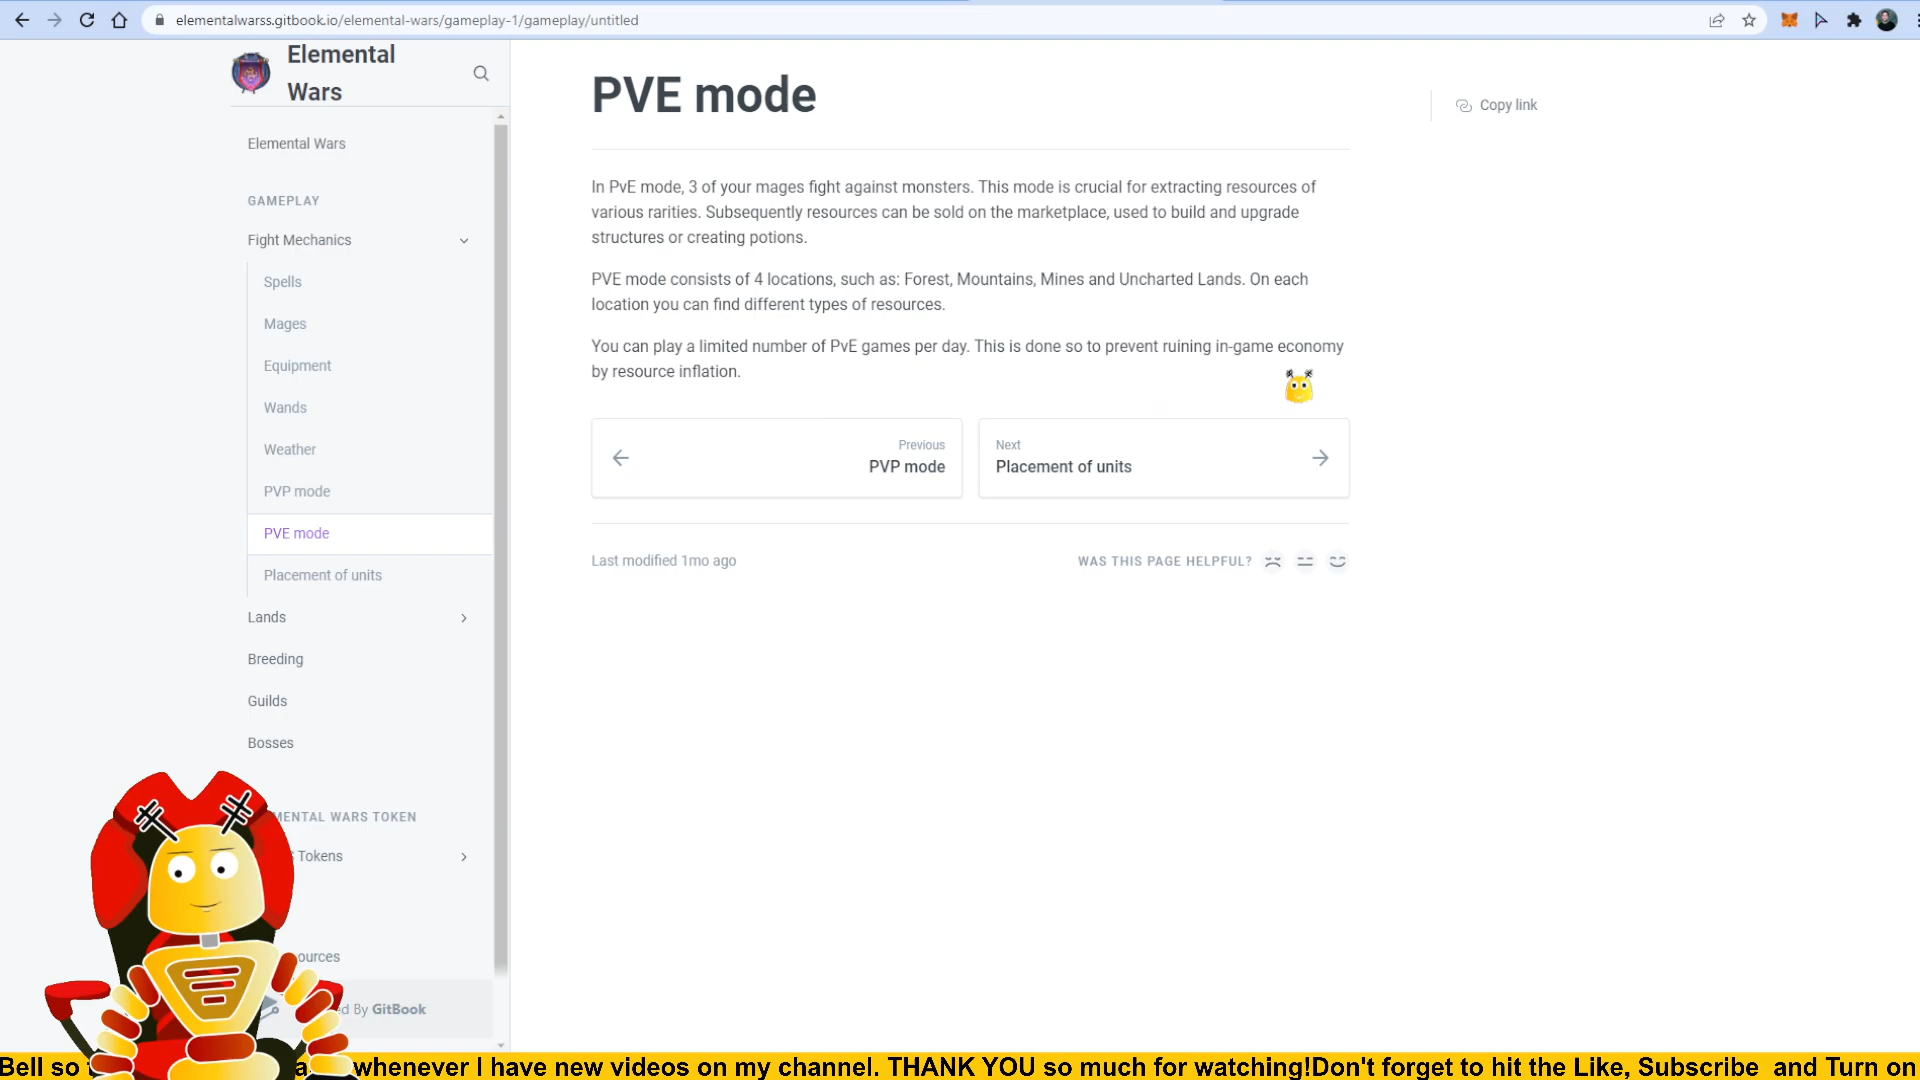 elementalwarss.gitbook.io/elemental-wars/gameplay-1/gameplay/untitled
Elemental
Wars
Elemental Wars
GAMEPLAY
Fight Mechanics
Spells
Mages
Equipment
Wands
Weather
PVP mode
PVE mode
Placement of units
Lands
Breeding
Guilds
Bosses
MENTAL WARS TOKEN
Tokens
ources
By GitBook
PVE mode
Copy link
In PvE mode, 3 of your mages fight against monsters. This mode is crucial for extracting resources of
various rarities. Subsequently resources can be sold on the marketplace, used to build and upgrade
structures or creating potions.
PVE mode consists of 4 locations, such as: Forest, Mountains, Mines and Uncharted Lands. On each
location you can find different types of resources.
You can play a limited number of PvE games per day. This is done so to prevent ruining in-game economy
by resource inflation.
Previous
PVP mode
Next
Placement of units
Last modified 1mo ago
WAS THIS PAGE HELPFUL?
Bell so whenever I have new videos on my channel. THANK YOU so much for watching!Don't forget to hit the Like, Subscribe and Turn on